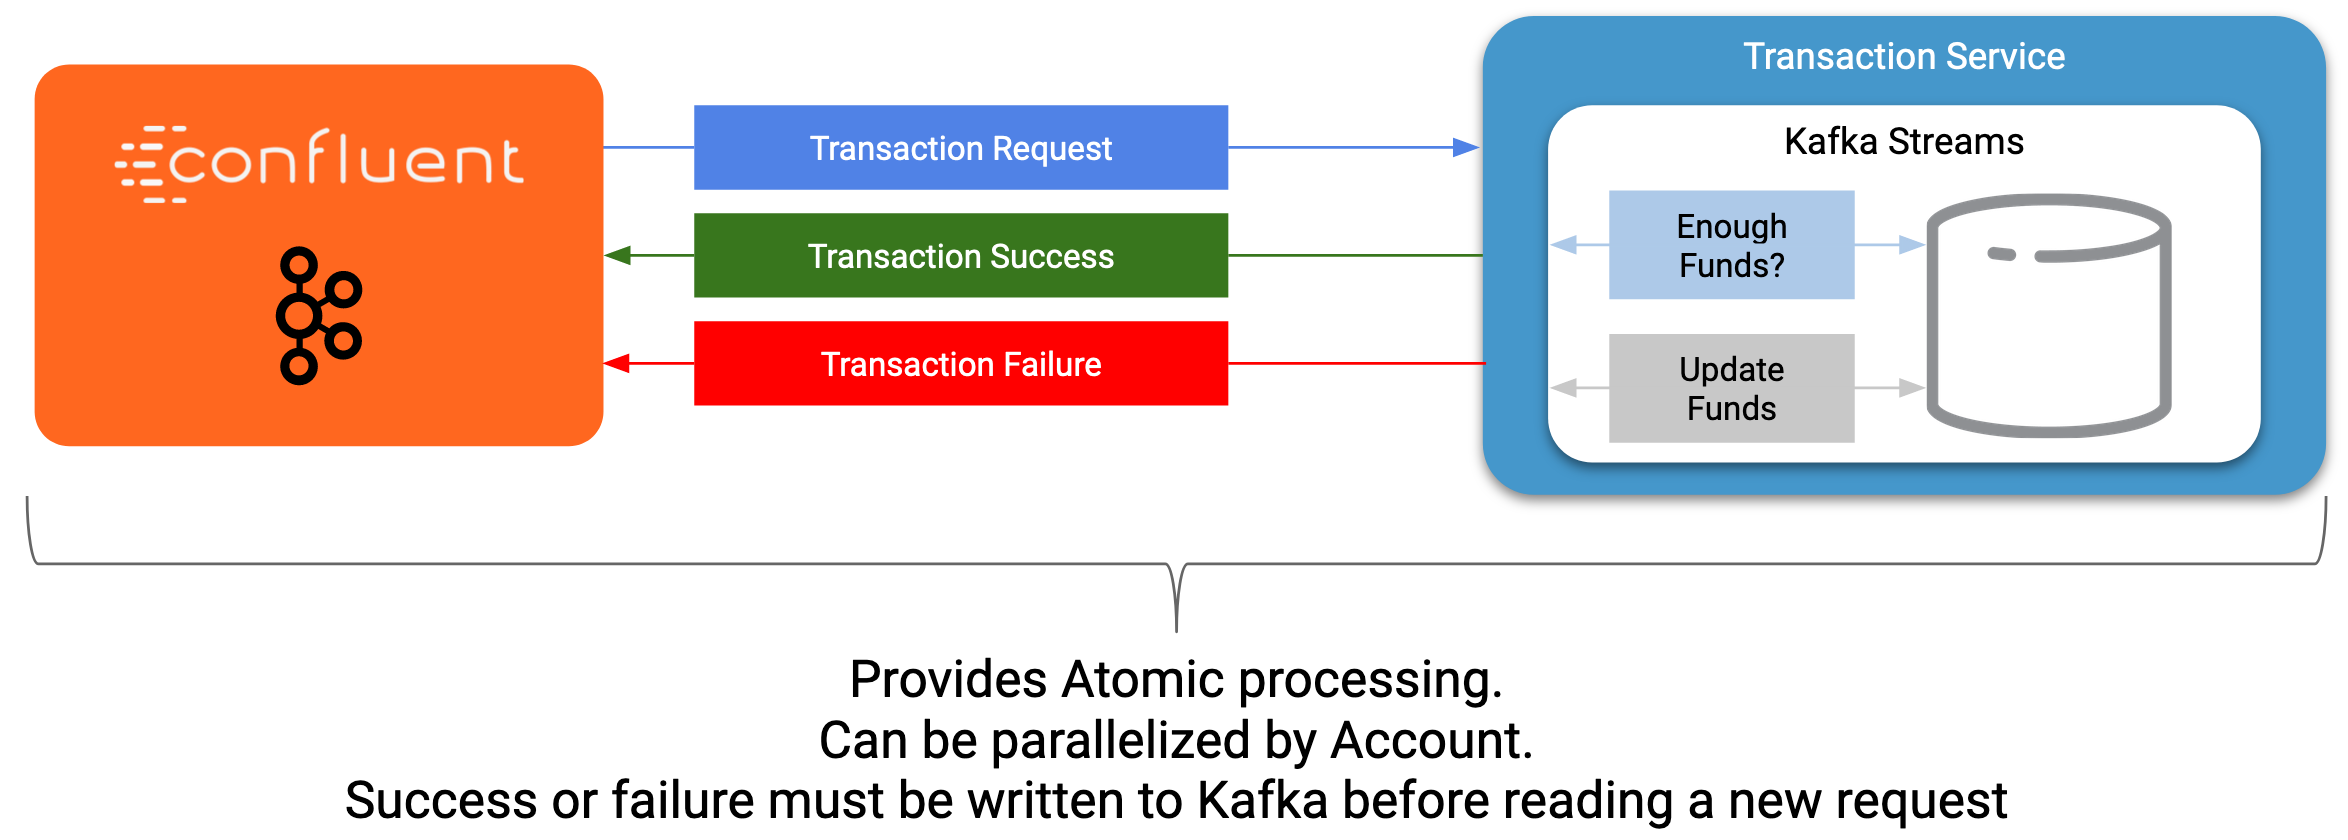 Transaction Service
confluent
Transaction Request
Kafka Streams
Enough
Funds?
Transaction Success
Transaction Failure
Update
Funds
Provides Atomic processing.
Can be parallelized by Account.
Success or failure must be written to Kafka before reading a new request